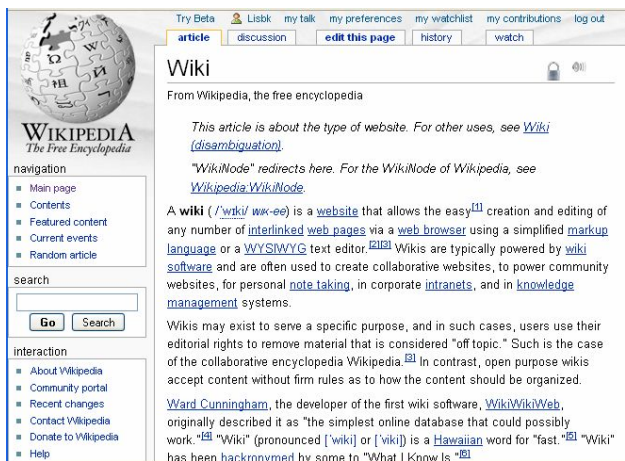 Try Beta Lisbk my talk my preferences my watchlist my contributions log out
article discussion edit this page history watch
WIKIPEDIA
The Free Encyclopedia
navigation
Main page
Contents
Featured content
Current events
Random article
search
Go Search
interaction
About Wikipedia
Community portal
Recent changes
Contact Wikipedia
Donate to Wikipedia
Help
Wiki
From Wikipedia, the free encyclopedia
This article is about the type of website. For other uses, see Wiki
(disambiguation).
"WikiNode" redirects here. For the WikiNode of Wikipedia, see
Wikipedia:WikiNode.
A wiki ( /ˈwɪki/ WIK-ee) is a website that allows the easy[1] creation and editing of
any number of interlinked web pages via a web browser using a simplified markup
language or a WYSIWYG text editor.[2][3] Wikis are typically powered by wiki
software and are often used to create collaborative websites, to power community
websites, for personal note taking, in corporate intranets, and in knowledge
management systems.
Wikis may exist to serve a specific purpose, and in such cases, users use their
editorial rights to remove material that is considered "off topic." Such is the case
of the collaborative encyclopedia Wikipedia.[3] In contrast, open purpose wikis
accept content without firm rules as to how the content should be organized.
Ward Cunningham, the developer of the first wiki software, WikiWikiWeb,
originally described it as "the simplest online database that could possibly
work."[4] "Wiki" (pronounced [ˈwiki] or [ˈviki]) is a Hawaiian word for "fast."[5] "Wiki"
has been backronymed by some to "What I Know Is."[6]